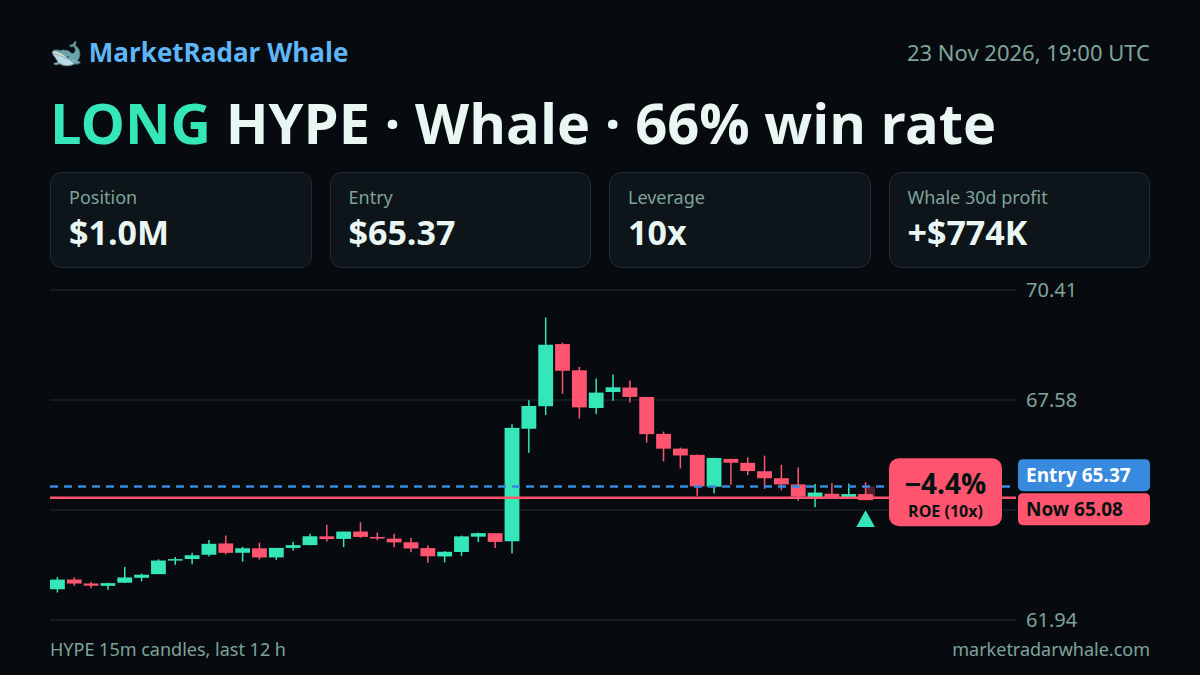 MarketRadar Whale
23 Nov 2026, 19:00 UTC
LONG HYPE · Whale · 66% win rate
Position
$1.0M
Entry
$65.37
Leverage
10x
Whale 30d profit
+$774K
70.41
67.58
Entry 65.37
−4.4%
ROE (10x)
Now 65.08
61.94
HYPE 15m candles, last 12 h
marketradarwhale.com